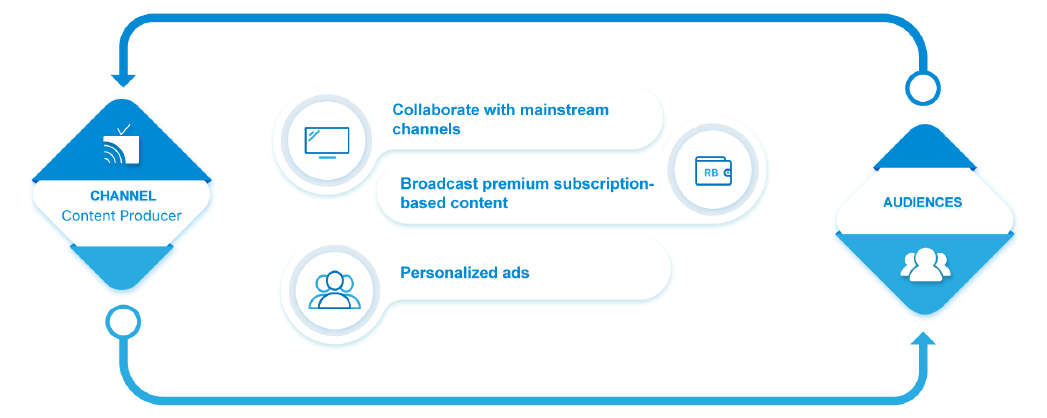 Collaborate with mainstream
channels
Broadcast premium subscription-
based content
RB
CHANNEL
Content Producer
AUDIENCES
Personalized ads